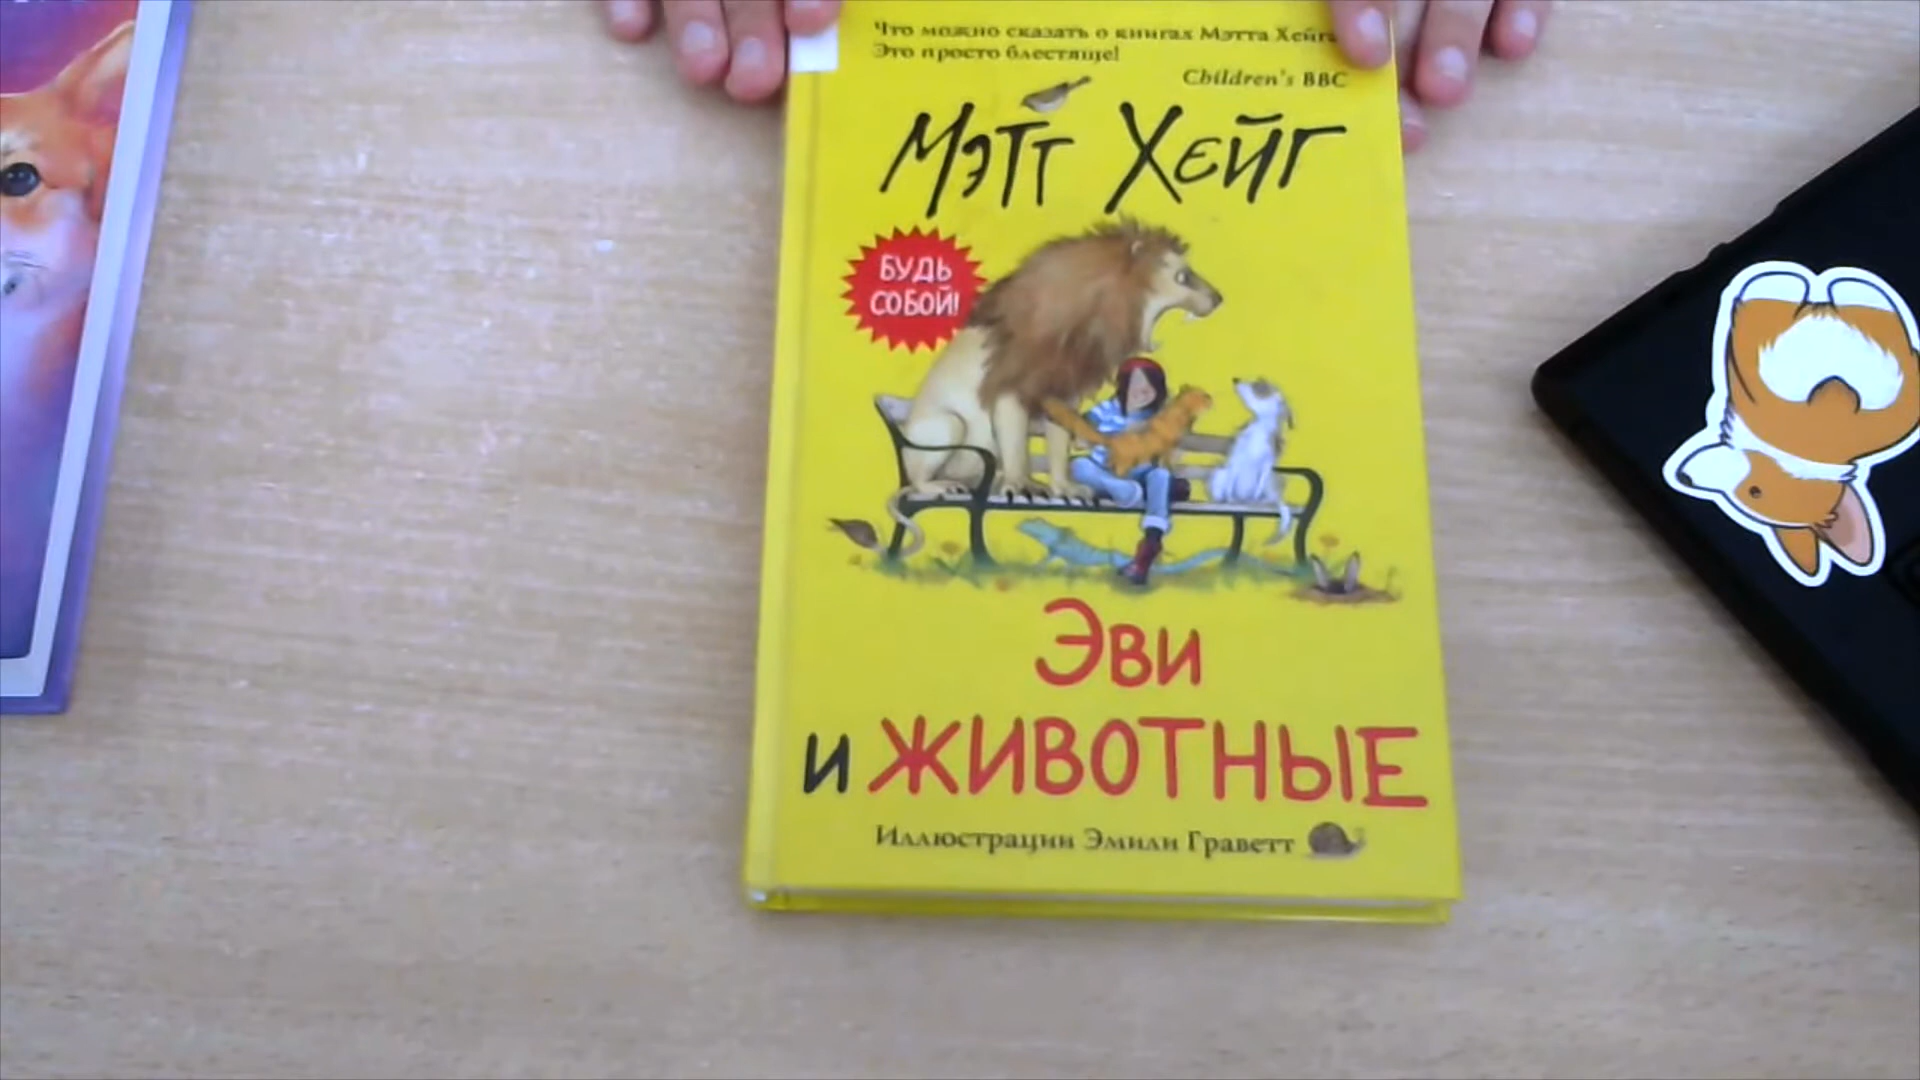 Что можно сказать о книгах Мэтта Хейга
Это просто блестяще!
Children's BBC
Мэтт Хейг
БУДЬ
СОБОЙ!
Эви
и ЖИВОТНЫЕ
Иллюстрации Эмили Граветт